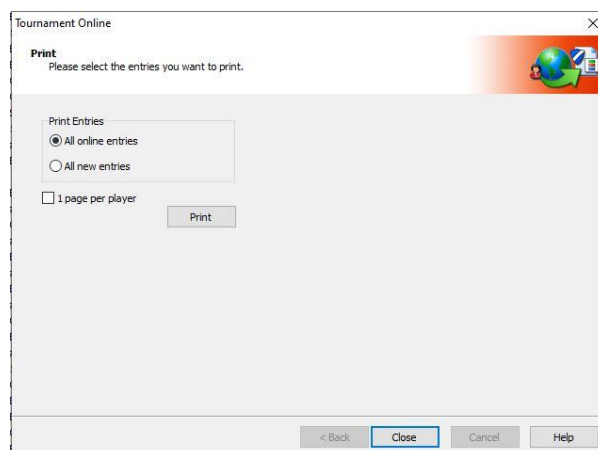 Tournament Online
Print
Please select the entries you want to print.
Print Entries
All online entries
All new entries
1 page per player
Print
< Back
Close
Cancel
Help